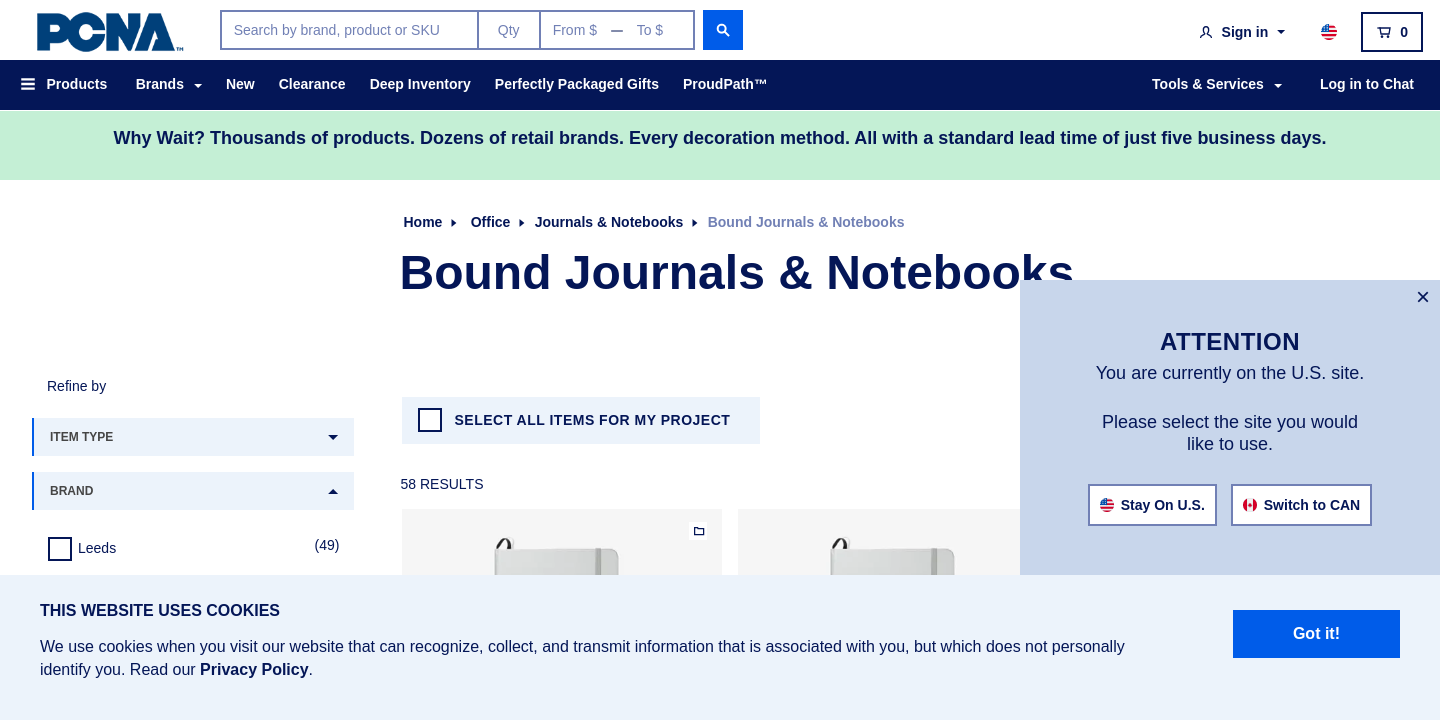 PCNA™
Search by brand, product or SKU
Qty
From $ — To $
Sign in
0
Products
Brands
New
Clearance
Deep Inventory
Perfectly Packaged Gifts
ProudPath™
Tools & Services
Log in to Chat
Why Wait? Thousands of products. Dozens of retail brands. Every decoration method. All with a standard lead time of just five business days.
Home
Office
Journals & Notebooks
Bound Journals & Notebooks
Bound Journals & Notebooks
ATTENTION
You are currently on the U.S. site.
Please select the site you would
like to use.
Stay On U.S.
Switch to CAN
Refine by
ITEM TYPE
BRAND
Leeds
(49)
SELECT ALL ITEMS FOR MY PROJECT
58 RESULTS
THIS WEBSITE USES COOKIES
We use cookies when you visit our website that can recognize, collect, and transmit information that is associated with you, but which does not personally
identify you. Read our Privacy Policy.
Got it!